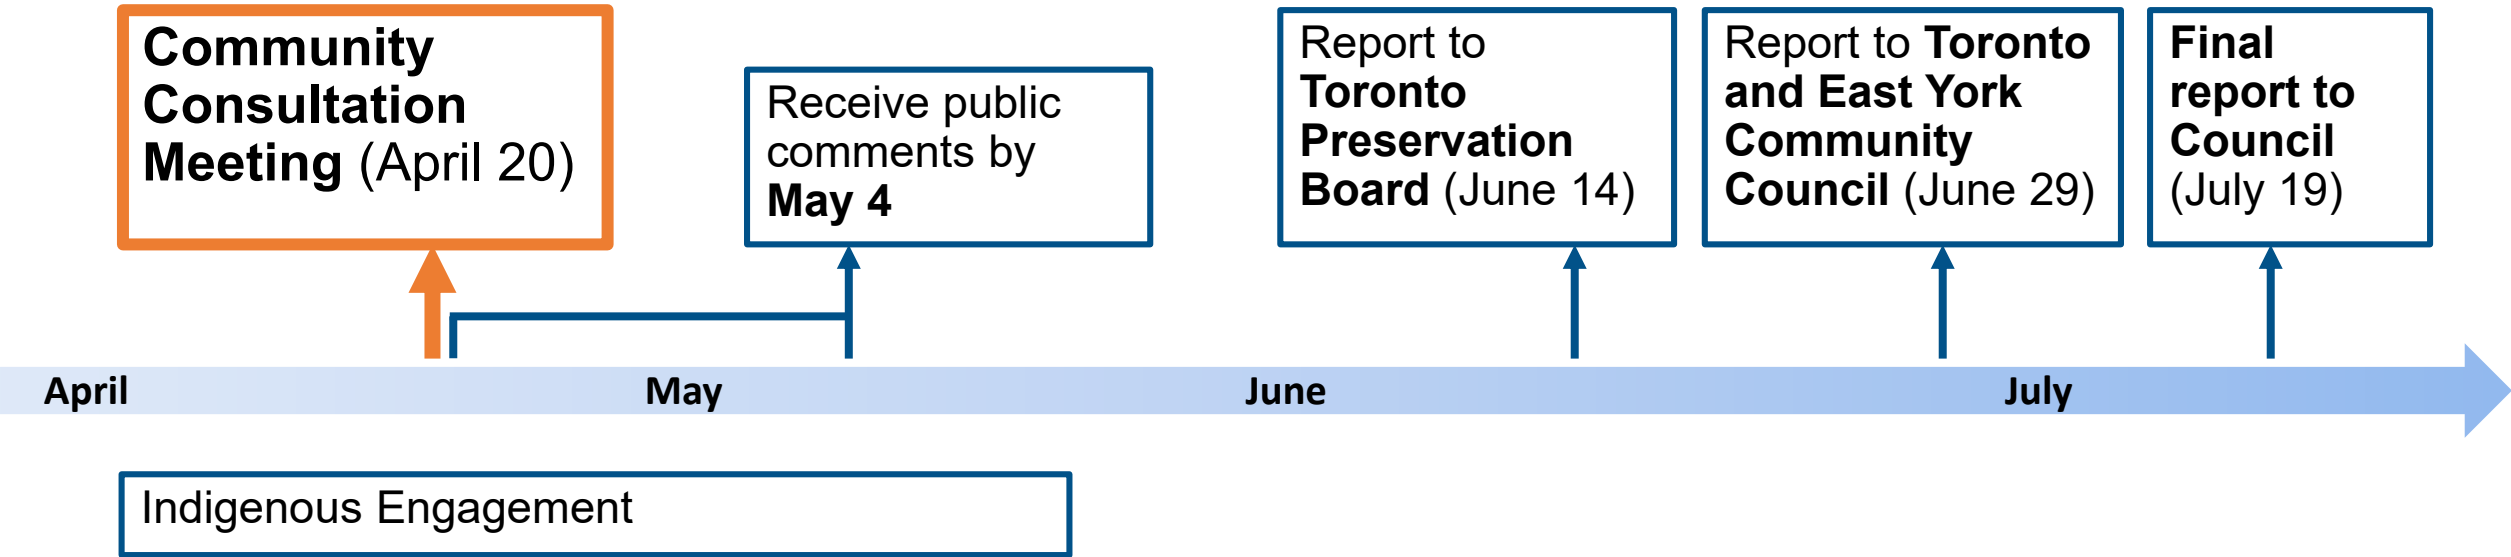 Community
Consultation
Meeting (April 20)
Receive public
comments by
May 4
Report to
Toronto
Preservation
Board (June 14)
Report to Toronto
and East York
Community
Council (June 29)
Final
report to
Council
(July 19)
April
May
June
July
Indigenous Engagement